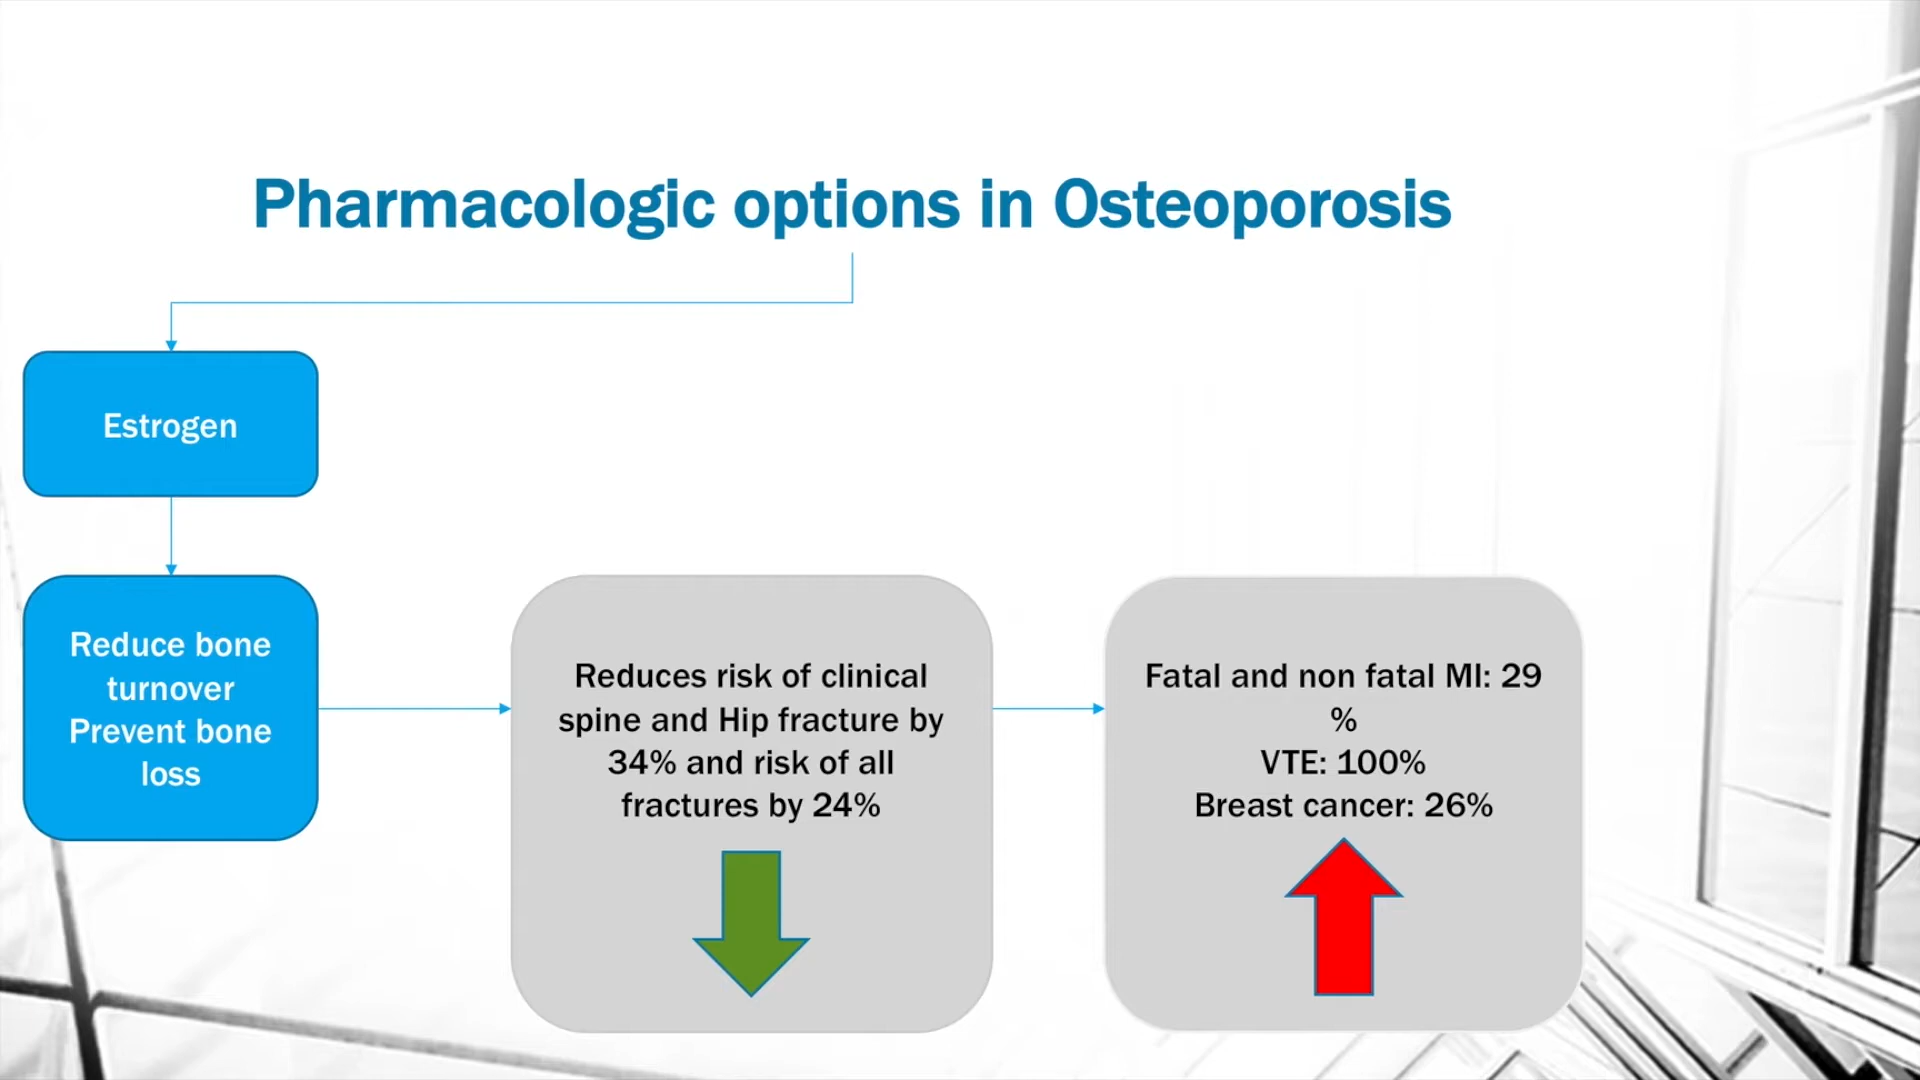 Pharmacologic options in Osteoporosis
Estrogen
Reduce bone
turnover
Prevent bone
loss
Reduces risk of clinical
spine and Hip fracture by
34% and risk of all
fractures by 24%
Fatal and non fatal MI: 29
%
VTE: 100%
Breast cancer: 26%